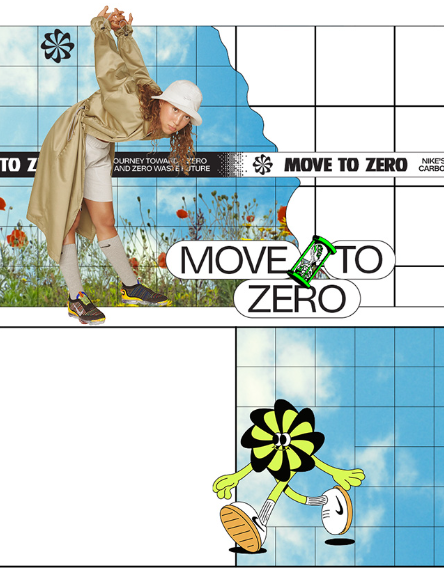 TO Z
OURNEY TOWARD ZERO
AND ZERO WASTE FUTURE
MOVE TO ZERO
NIKE'S
CARBO
MOVE TO
ZERO